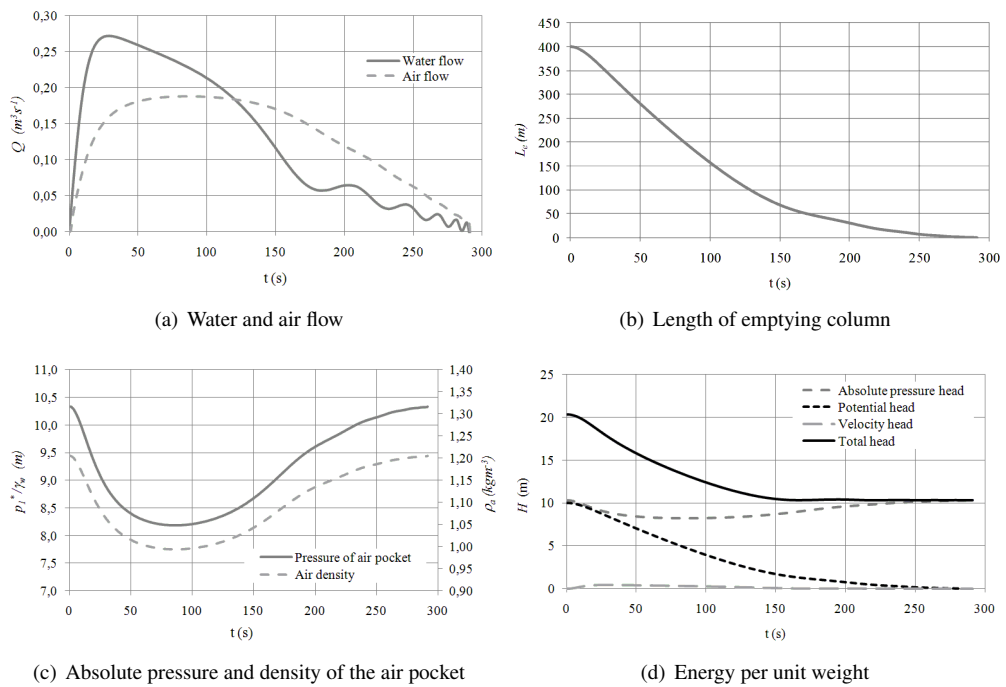 0,30
0,25
0,20
0,15
0,10
0,05
0,00
Q (m³s⁻¹)
Water flow
Air flow
0 50 100 150 200 250 300
t (s)
(a) Water and air flow
450
400
350
300
250
200
150
100
50
0
Lₑ (m)
0 50 100 150 200 250 300
t (s)
(b) Length of emptying column
11,0
10,5
10,0
9,5
9,0
8,5
8,0
7,5
7,0
p₁*/γw (m)
Pressure of air pocket
Air density
1,40
1,35
1,30
1,25
1,20
1,15
1,10
1,05
1,00
0,95
0,90
ρₐ (kgm⁻³)
0 50 100 150 200 250 300
t (s)
(c) Absolute pressure and density of the air pocket
25
20
15
10
5
0
H (m)
Absolute pressure head
Potential head
Velocity head
Total head
0 50 100 150 200 250 300
t (s)
(d) Energy per unit weight